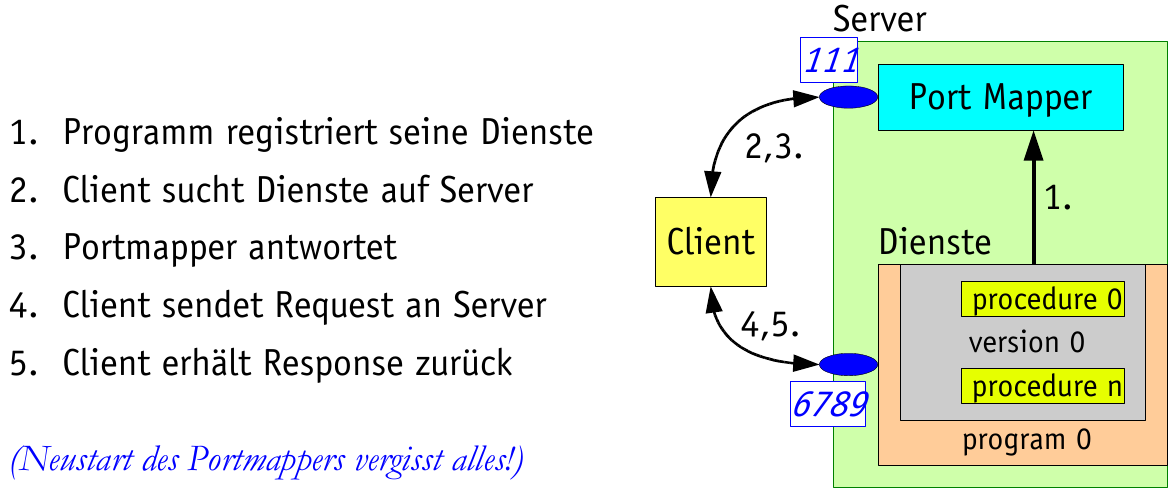 1. Programm registriert seine Dienste
2. Client sucht Dienste auf Server
3. Portmapper antwortet
4. Client sendet Request an Server
5. Client erhält Response zurück
(Neustart des Portmappers vergisst alles!)
Server
111
Port Mapper
2,3.
1.
Client
Dienste
procedure 0
4,5.
version 0
procedure n
6789
program 0